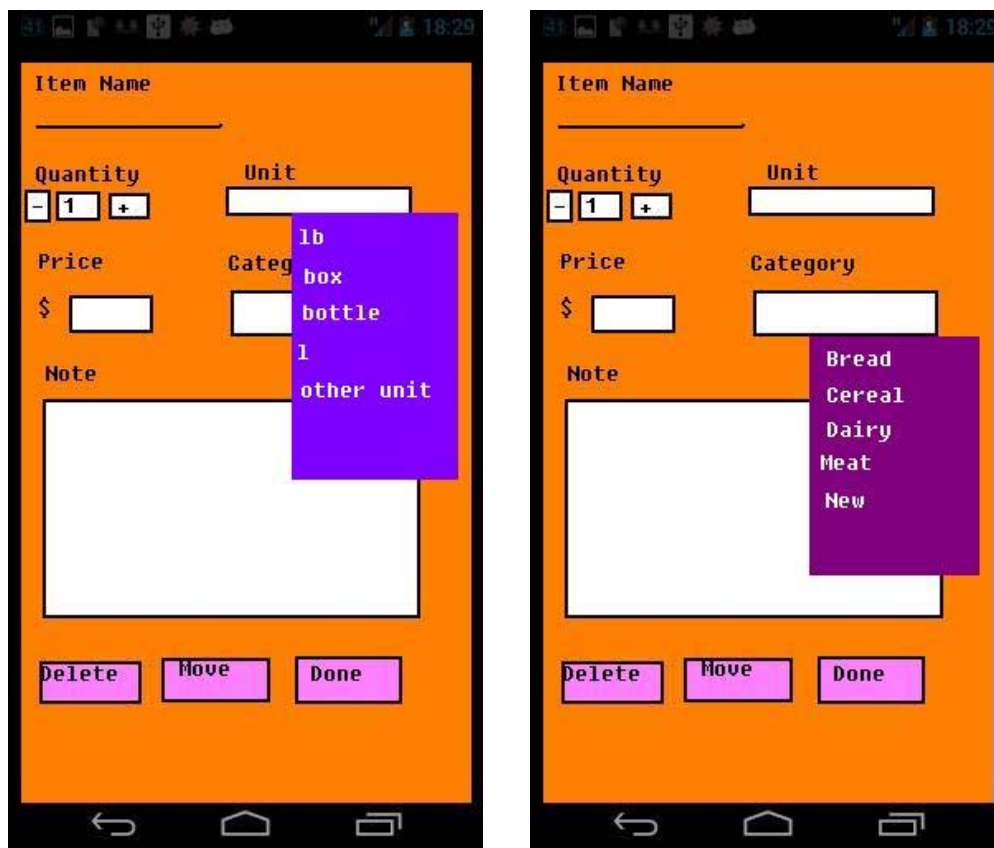 18:29
Item Name
Quantity Unit
- 1 +
lb
Price Categ
box
$
bottle
l
Note
other unit
Delete Move Done
18:29
Item Name
Quantity Unit
- 1 +
Price Category
$
Note
Bread
Cereal
Dairy
Meat
New
Delete Move Done